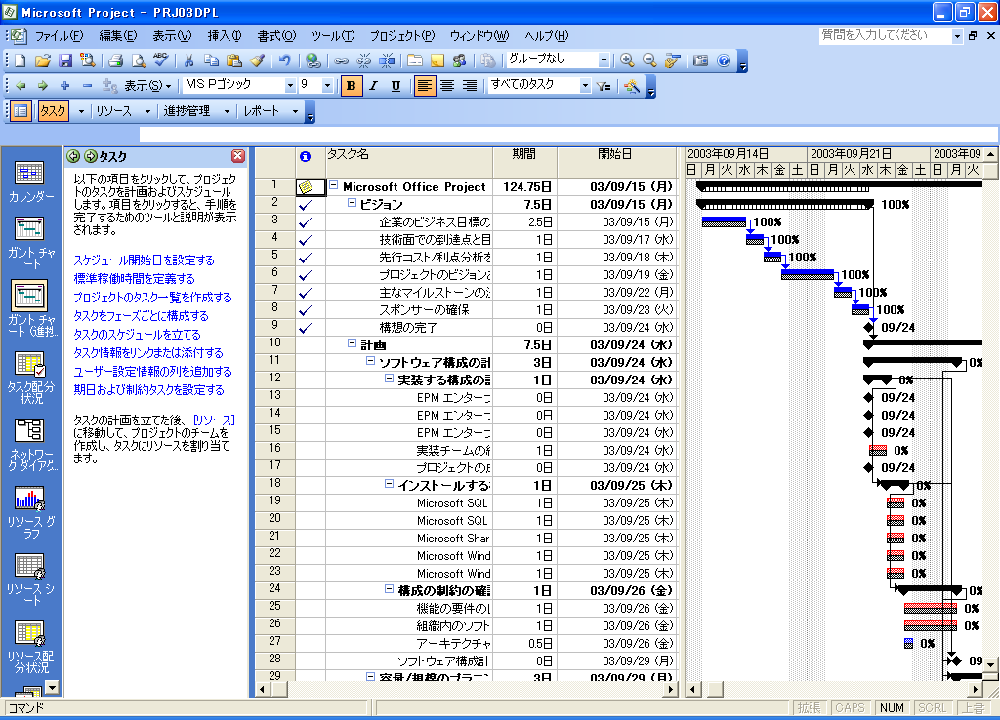 Microsoft Project - PRJ03DPL
ファイル(F) 編集(E) 表示(V) 挿入(I) 書式(O) ツール(T) プロジェクト(P) ウィンドウ(W) ヘルプ(H) 質問を入力してください
グループなし
表示(S) MS Pゴシック 9 B I U すべてのタスク
タスク リソース 進捗管理 レポート
カレンダー
ガント チャート
ガント チャート (進捗..
タスク配分状況
ネットワーク ダイアグ..
リソース グラフ
リソース シート
リソース配分状況
タスク
以下の項目をクリックして、プロジェク
トのタスクを計画およびスケジュール
します。項目をクリックすると、手順を
完了するためのツールと説明が表示
されます。
スケジュール開始日を設定する
標準稼働時間を定義する
プロジェクトのタスク一覧を作成する
タスクをフェーズごとに構成する
タスクのスケジュールを立てる
タスク情報をリンクまたは添付する
ユーザー設定情報の列を追加する
期日および制約タスクを設定する
タスクの計画を立てた後、[リソース]
に移動して、プロジェクトのチームを
作成し、タスクにリソースを割り当て
ます。
タスク名 期間 開始日 2003年09月14日 2003年09月21日 2003年09
日 月 火 水 木 金 土 日 月 火 水 木 金 土 日 月 火
1 Microsoft Office Project 124.75日 03/09/15 (月)
2 ビジョン 7.5日 03/09/15 (月) 100%
3 企業のビジネス目標の 2.5日 03/09/15 (月) 100%
4 技術面での到達点と目 1日 03/09/17 (水) 100%
5 先行コスト/利点分析を 1日 03/09/18 (木) 100%
6 プロジェクトのビジョン 1日 03/09/19 (金) 100%
7 主なマイルストーンの 1日 03/09/22 (月) 100%
8 スポンサーの確保 1日 03/09/23 (火) 100%
9 構想の完了 0日 03/09/24 (水) 09/24
10 計画 7.5日 03/09/24 (水)
11 ソフトウェア構成の計 3日 03/09/24 (水) 0%
12 実装する構成の 1日 03/09/24 (水) 0%
13 EPM エンター 0日 03/09/24 (水) 09/24
14 EPM エンター 0日 03/09/24 (水) 09/24
15 EPM エンター 0日 03/09/24 (水) 09/24
16 実装チームの 1日 03/09/24 (水) 0%
17 プロジェクトの 0日 03/09/24 (水) 09/24
18 インストールする 1日 03/09/25 (木) 0%
19 Microsoft SQL 1日 03/09/25 (木) 0%
20 Microsoft SQL 1日 03/09/25 (木) 0%
21 Microsoft Shar 1日 03/09/25 (木) 0%
22 Microsoft Wind 1日 03/09/25 (木) 0%
23 Microsoft Wind 1日 03/09/25 (木) 0%
24 構成の制約の確 1日 03/09/26 (金) 0%
25 機能の要件の 1日 03/09/26 (金) 0%
26 組織内のソフト 1日 03/09/26 (金) 0%
27 アーキテクチャ 0.5日 03/09/26 (金) 0%
28 ソフトウェア構成計 0日 03/09/29 (月) 09
29 容量/規模のプラニン 3日 03/09/29 (月)
コマンド 拡張 CAPS NUM SCRL 上書